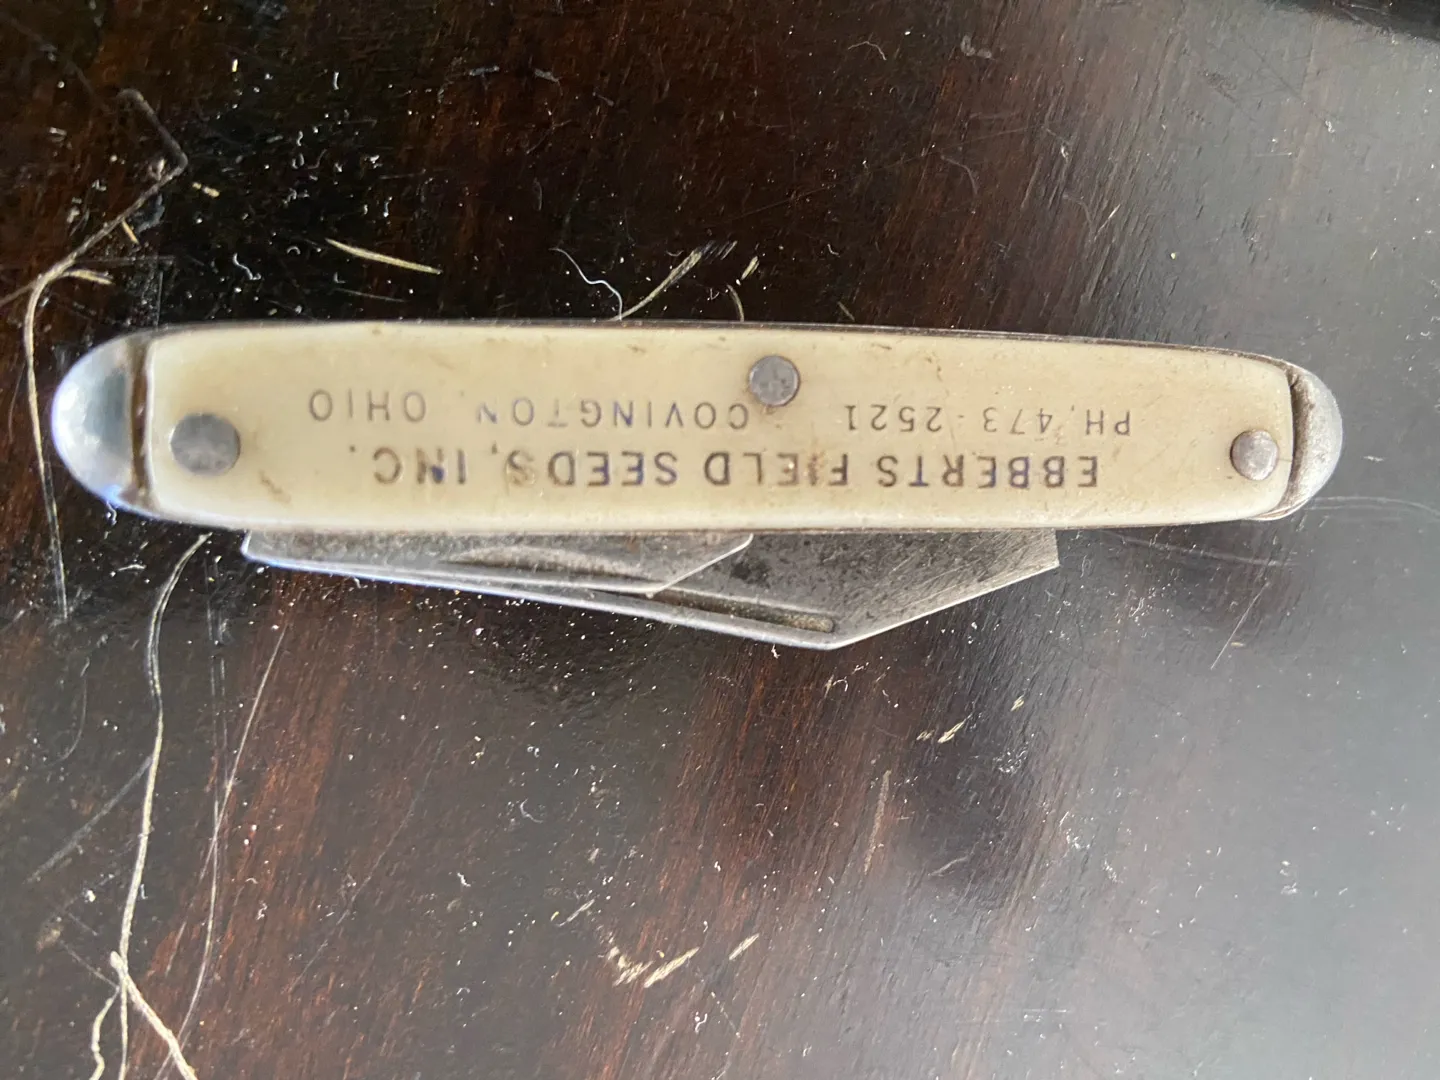 EBBERTS FIELD SEEDS, INC.
PH. 473-2521 COVINGTON, OHIO